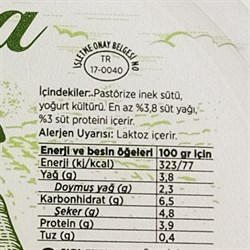 a
İŞLETME ONAY BELGESİ NO
TR
17-0040
İçindekiler: Pastörize inek sütü,
yoğurt kültürü. En az %3,8 süt yağı,
%3 süt proteini içerir.
Alerjen Uyarısı: Laktoz içerir.
Enerji ve besin öğeleri 100 gr için
Enerji (kj/kcal) 323/77
Yağ (g) 3,8
Doymuş yağ (g) 2,3
Karbonhidrat (g) 6,5
Şeker (g) 4,8
Protein (g) 3,9
Tuz (g) 0,4